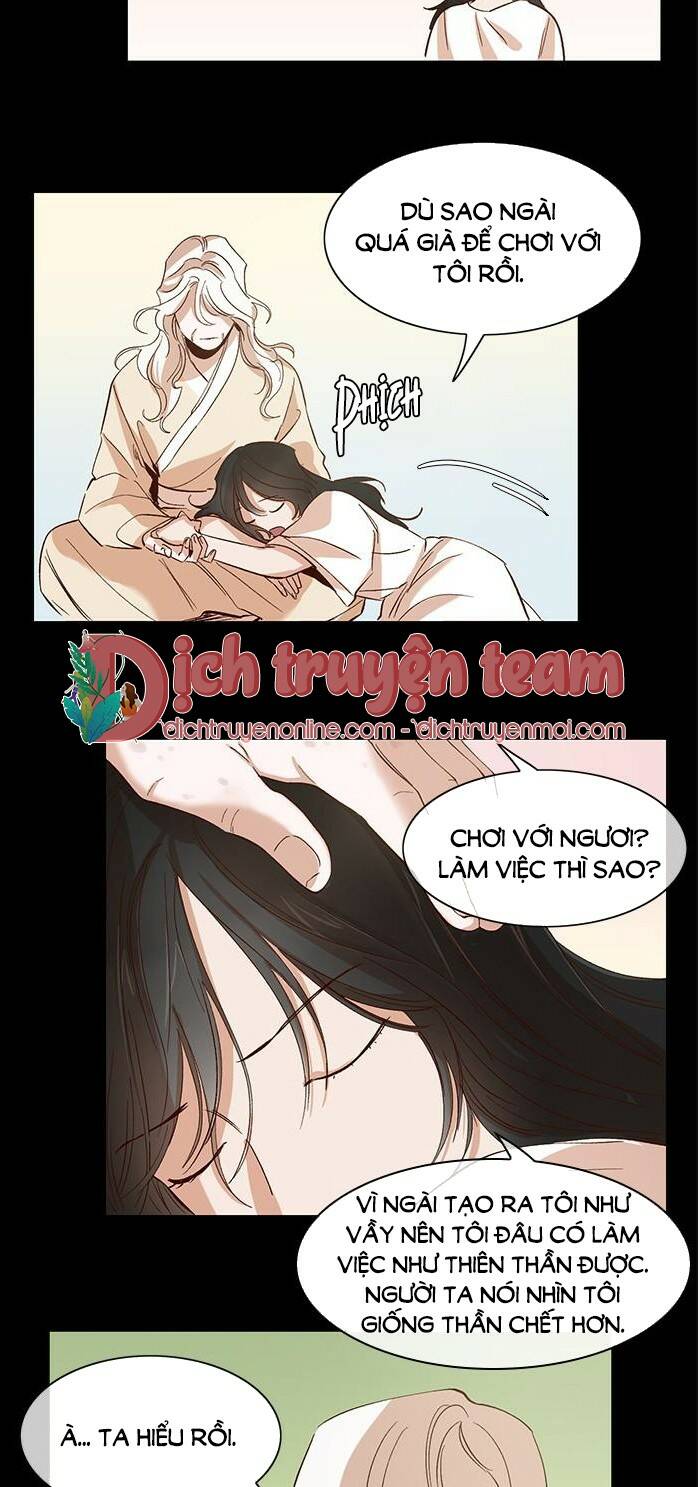 DÙ SAO NGÀI
QUÁ GIÀ ĐỂ CHƠI VỚI
TÔI RỒI.
PHỊCH
Dịch truyện team
dichtruyenonline.com - dichtruyenmoi.com
CHƠI VỚI NGƯƠI?
LÀM VIỆC THÌ SAO?
VÌ NGÀI TẠO RA TÔI NHƯ
VẦY NÊN TÔI ĐÂU CÓ LÀM
VIỆC NHƯ THIÊN THẦN ĐƯỢC.
NGƯỜI TA NÓI NHÌN TÔI
GIỐNG THẦN CHẾT HƠN.
À... TA HIỂU RỒI.